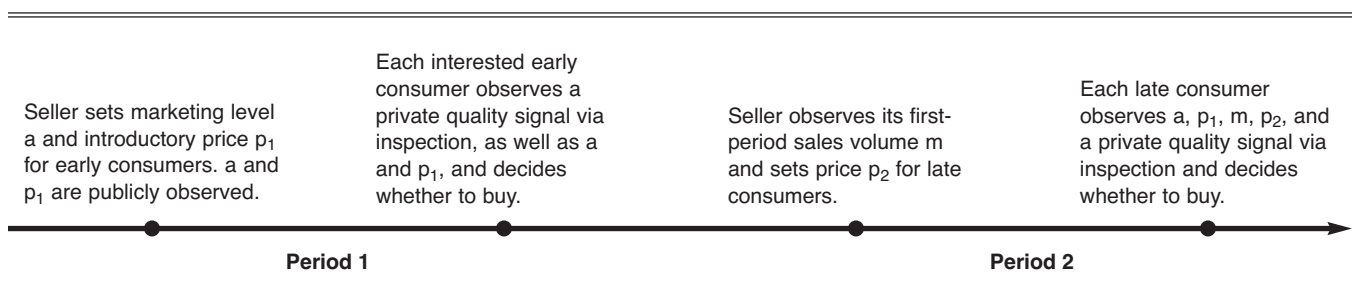 Seller sets marketing level
a and introductory price p₁
for early consumers. a and
p₁ are publicly observed.
Each interested early
consumer observes a
private quality signal via
inspection, as well as a
and p₁, and decides
whether to buy.
Seller observes its first-
period sales volume m
and sets price p₂ for late
consumers.
Each late consumer
observes a, p₁, m, p₂, and
a private quality signal via
inspection and decides
whether to buy.
Period 1
Period 2